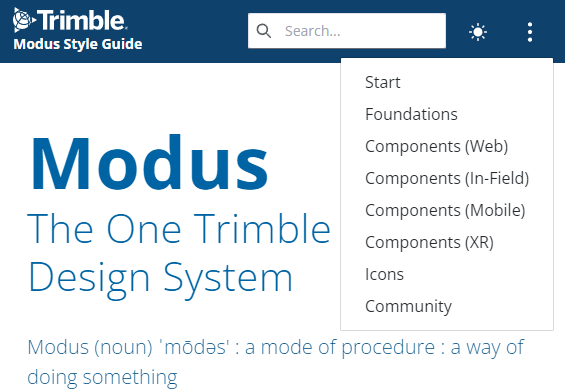 Trimble
Modus Style Guide
Search...
Start
Foundations
Components (Web)
Components (In-Field)
Components (Mobile)
Components (XR)
Icons
Community
Modus
The One Trimble
Design System
Modus (noun) ˈmōdəs' : a mode of procedure : a way of
doing something